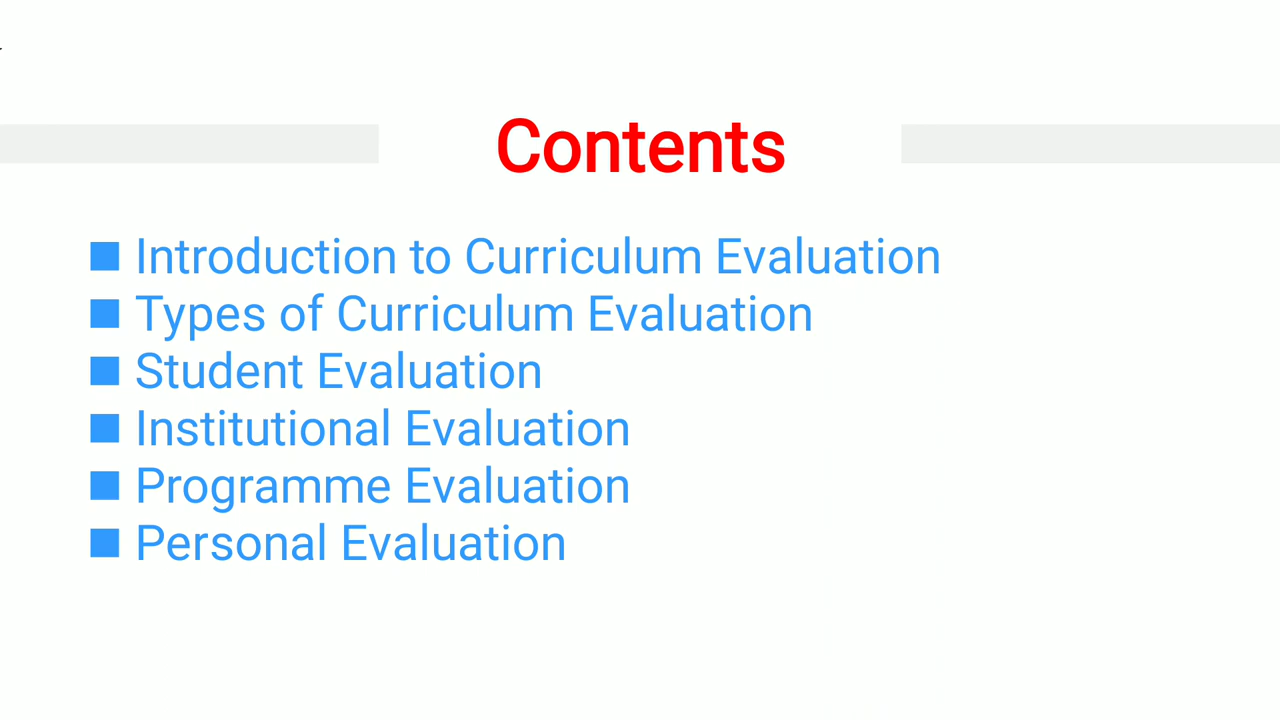 Contents
■ Introduction to Curriculum Evaluation
■ Types of Curriculum Evaluation
■ Student Evaluation
■ Institutional Evaluation
■ Programme Evaluation
■ Personal Evaluation